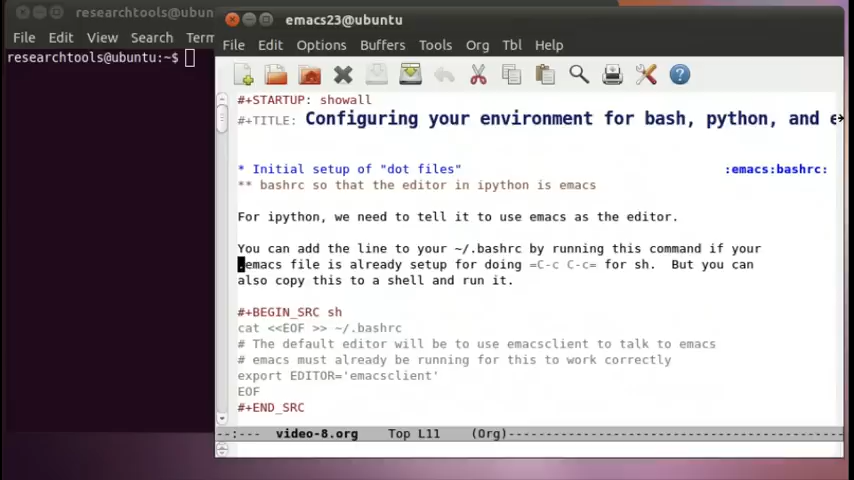 researchtools@ubun
File Edit View Search Term
researchtools@ubuntu:~$
emacs23@ubuntu
File Edit Options Buffers Tools Org Tbl Help
#+STARTUP: showall
#+TITLE: Configuring your environment for bash, python, and e
* Initial setup of "dot files" :emacs:bashrc:
** bashrc so that the editor in ipython is emacs
For ipython, we need to tell it to use emacs as the editor.
You can add the line to your ~/.bashrc by running this command if your
.emacs file is already setup for doing =C-c C-c= for sh. But you can
also copy this to a shell and run it.
#+BEGIN_SRC sh
cat <<EOF >> ~/.bashrc
# The default editor will be to use emacsclient to talk to emacs
# emacs must already be running for this to work correctly
export EDITOR='emacsclient'
EOF
#+END_SRC
--:--- video-8.org Top L11 (Org)